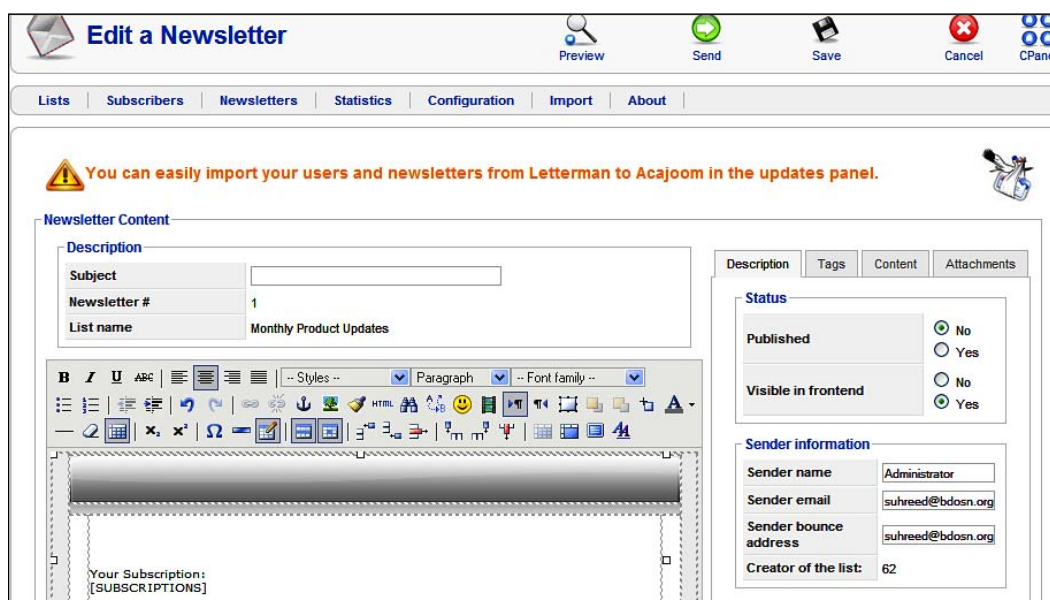 Edit a Newsletter
Preview Send Save Cancel CPane
Lists Subscribers Newsletters Statistics Configuration Import About
You can easily import your users and newsletters from Letterman to Acajoom in the updates panel.
Newsletter Content
Description
Subject
Newsletter # 1
List name Monthly Product Updates
B I U ABC -- Styles -- Paragraph -- Font family --
HTML A
Your Subscription:
[SUBSCRIPTIONS]
Description Tags Content Attachments
Status
Published No
Yes
Visible in frontend No
Yes
Sender information
Sender name Administrator
Sender email suhreed@bdosn.org
Sender bounce
address suhreed@bdosn.org
Creator of the list: 62